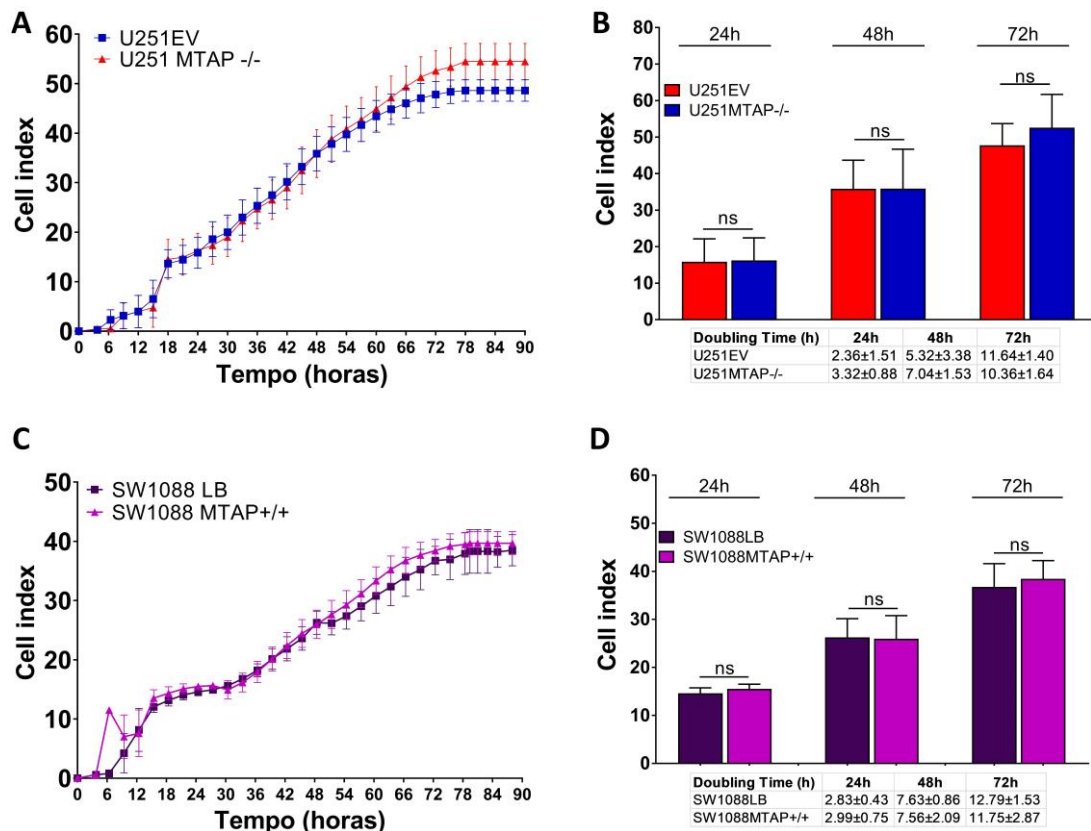 A
U251EV
U251 MTAP -/-
Cell index
60
50
40
30
20
10
0
0 6 12 18 24 30 36 42 48 54 60 66 72 78 84 90
Tempo (horas)
B
24h 48h 72h
U251EV
U251MTAP-/-
ns ns ns
Cell index
80
70
60
50
40
30
20
10
0
Doubling Time (h) 24h 48h 72h
U251EV 2.36±1.51 5.32±3.38 11.64±1.40
U251MTAP-/- 3.32±0.88 7.04±1.53 10.36±1.64
C
SW1088 LB
SW1088 MTAP+/+
Cell index
50
40
30
20
10
0
0 6 12 18 24 30 36 42 48 54 60 66 72 78 84 90
Tempo (horas)
D
24h 48h 72h
SW1088LB
SW1088MTAP+/+
ns ns ns
Cell index
60
50
40
30
20
10
0
Doubling Time (h) 24h 48h 72h
SW1088LB 2.83±0.43 7.63±0.86 12.79±1.53
SW1088MTAP+/+ 2.99±0.75 7.56±2.09 11.75±2.87